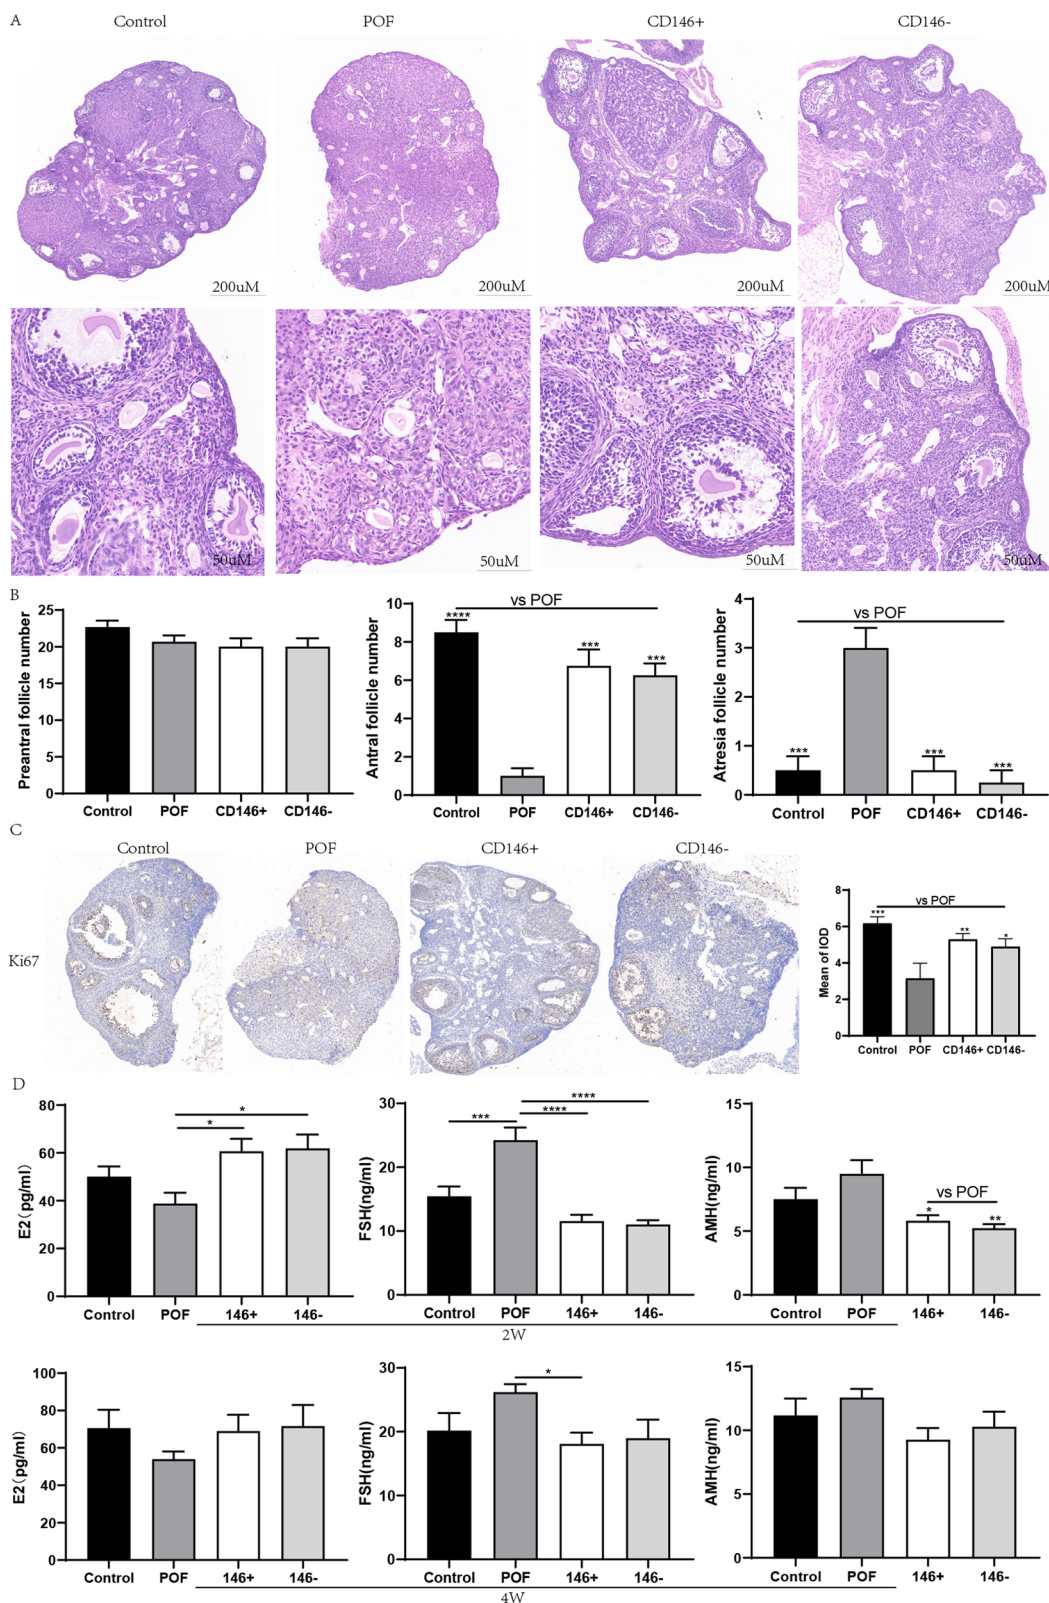 A
Control POF CD146+ CD146-
200uM 200uM 200uM 200uM
50uM 50uM 50uM 50uM
B
Preantral follicle number
25
20
15
10
5
0
Control POF CD146+ CD146-
Antral follicle number
vs POF
10
8
6
4
2
0
**** *** ***
Control POF CD146+ CD146-
Atresia follicle number
vs POF
4
3
2
1
0
*** *** ***
Control POF CD146+ CD146-
C
Control POF CD146+ CD146-
Ki67
Mean of IOD
vs POF
8
6
4
2
0
*** ** *
Control POF CD146+ CD146-
D
E2(pg/ml)
80
60
40
20
0
*
*
Control POF 146+ 146-
FSH(ng/ml)
30
20
10
0
****
*** ****
Control POF 146+ 146-
AMH(ng/ml)
15
10
5
0
vs POF
* **
Control POF 146+ 146-
2W
E2(pg/ml)
100
80
60
40
20
0
Control POF 146+ 146-
FSH(ng/ml)
30
20
10
0
*
Control POF 146+ 146-
AMH(ng/ml)
15
10
5
0
Control POF 146+ 146-
4W